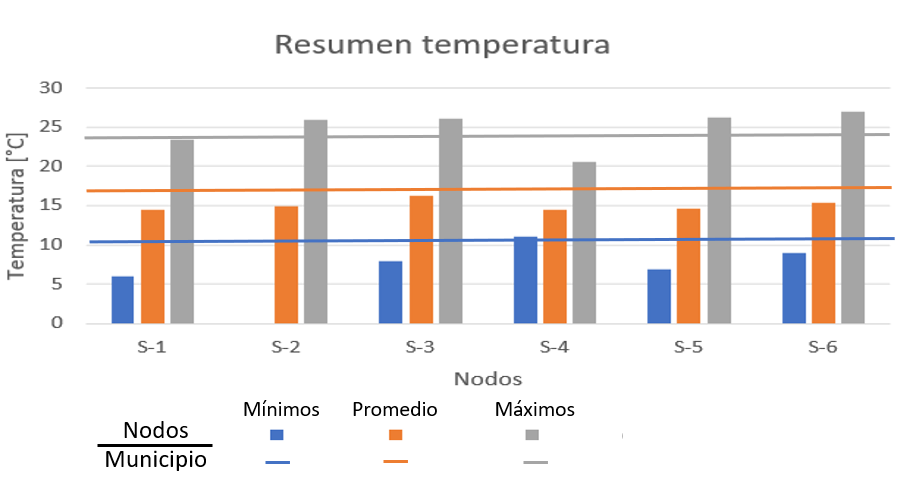 Resumen temperatura
30
25
20
15
10
5
0
Temperatura [°C]
S-1 S-2 S-3 S-4 S-5 S-6
Nodos
Mínimos Promedio Máximos
Nodos
Municipio